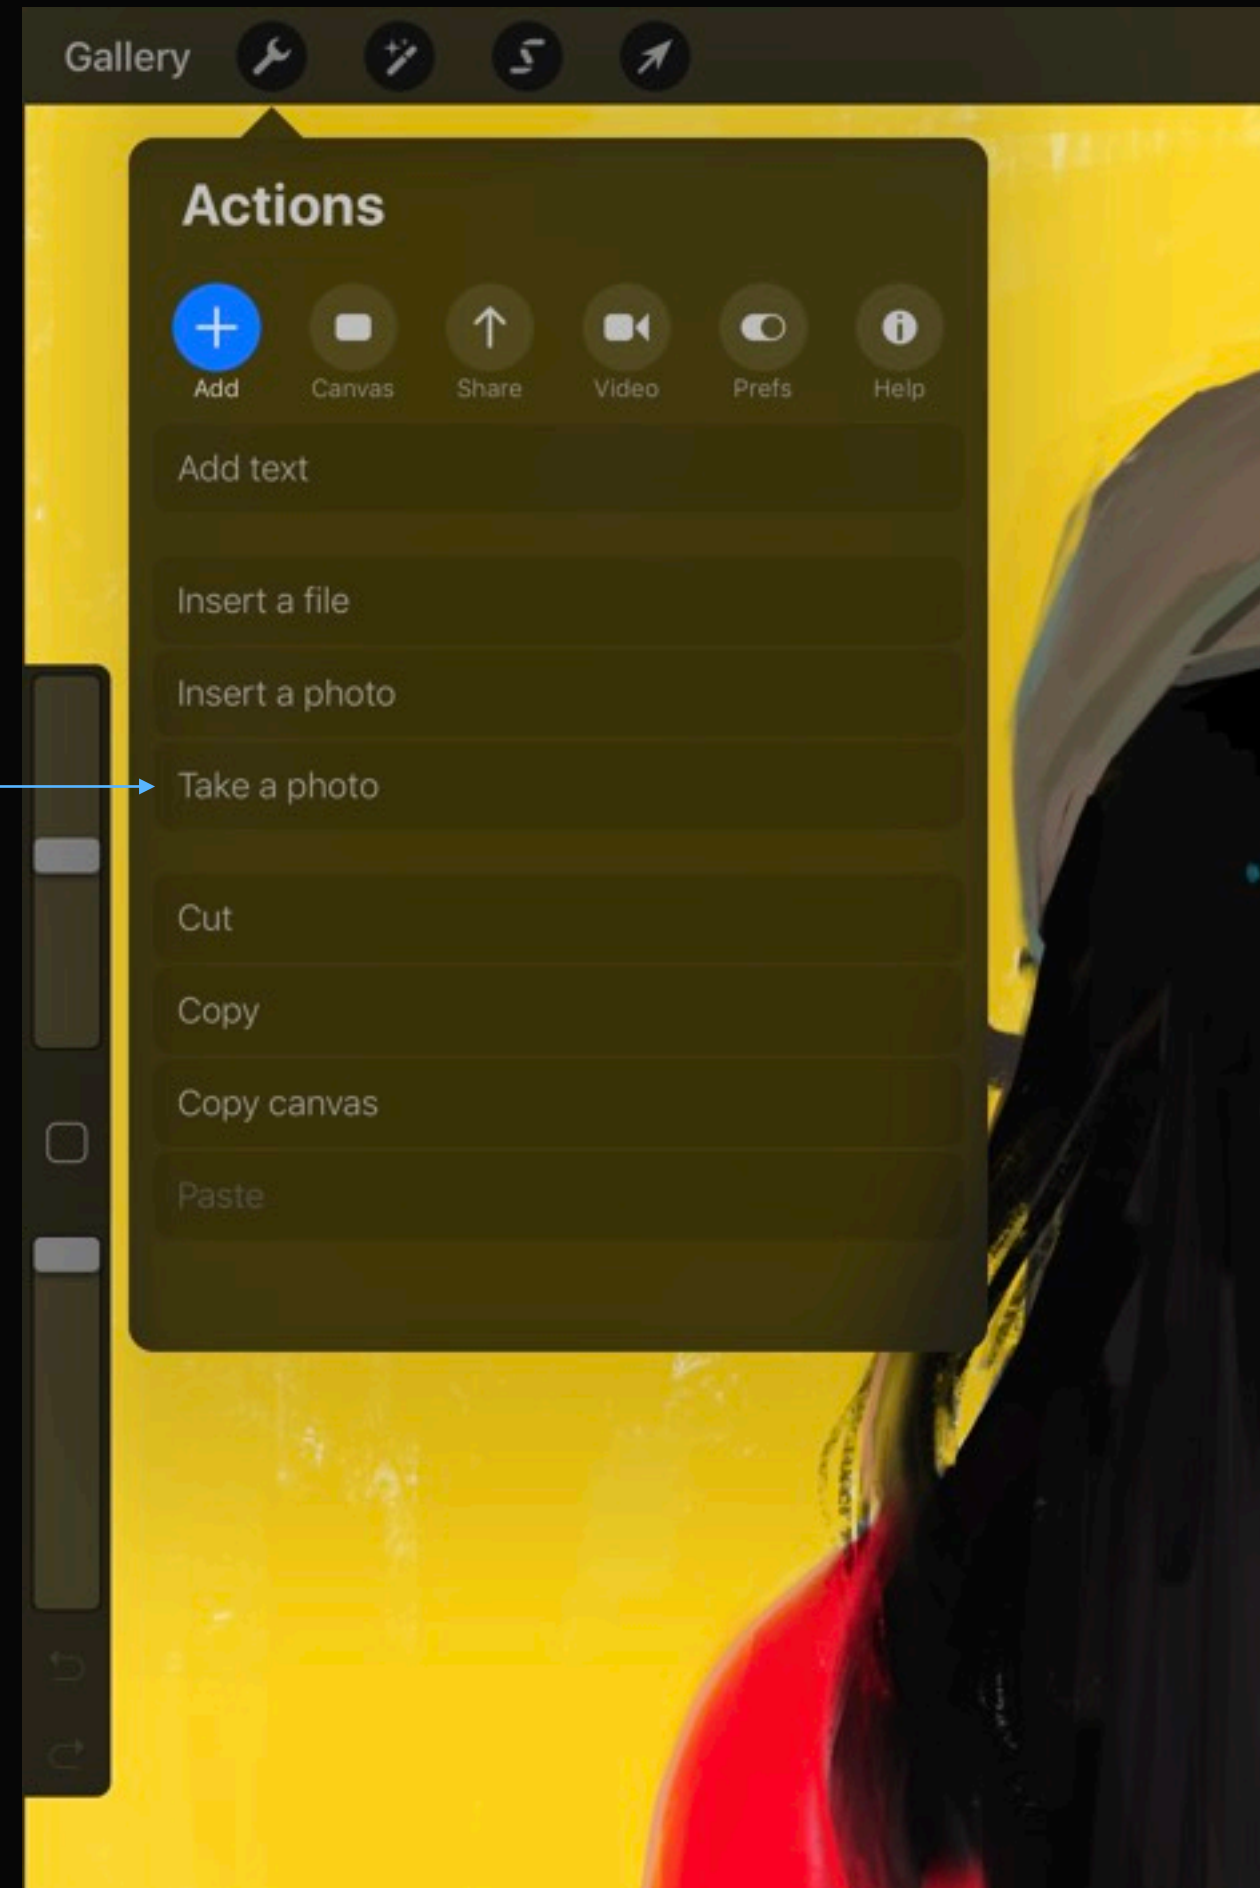 Gallery
Actions
Add Canvas Share Video Prefs Help
Add text
Insert a file
Insert a photo
Take a photo
Cut
Copy
Copy canvas
Paste